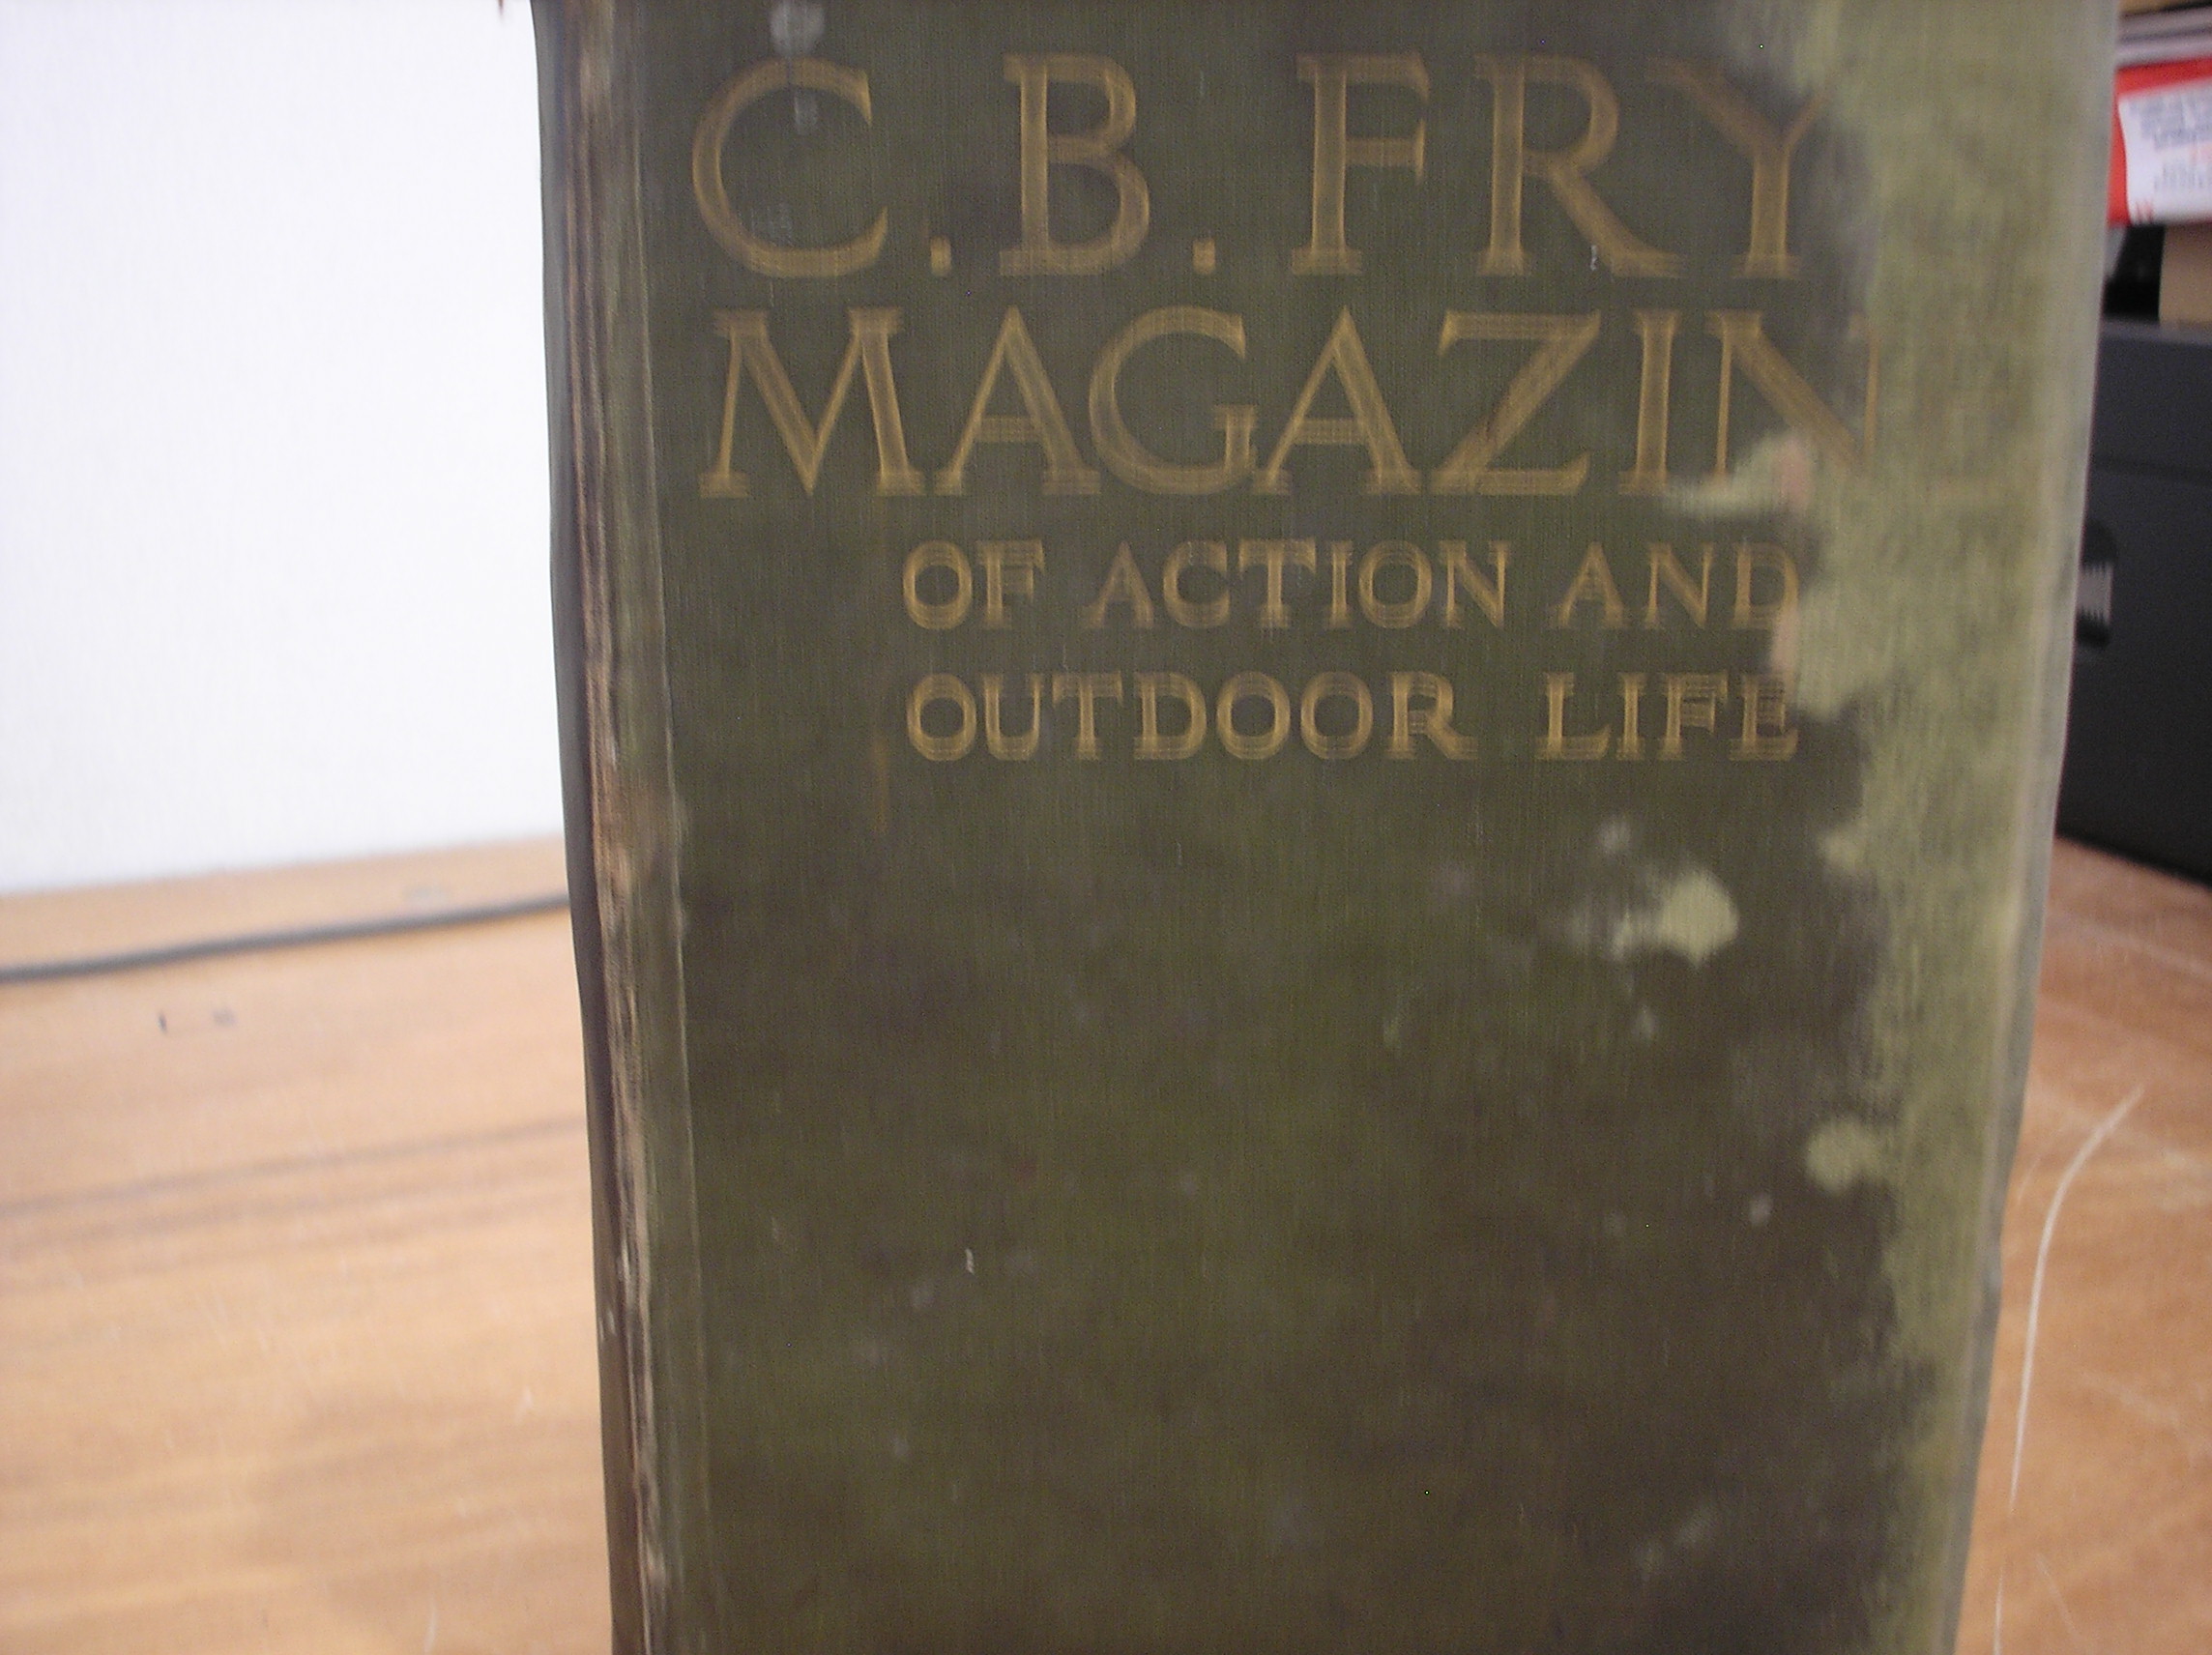 C.B. FRY
MAGAZIN
OF ACTION AND
OUTDOOR LIFE